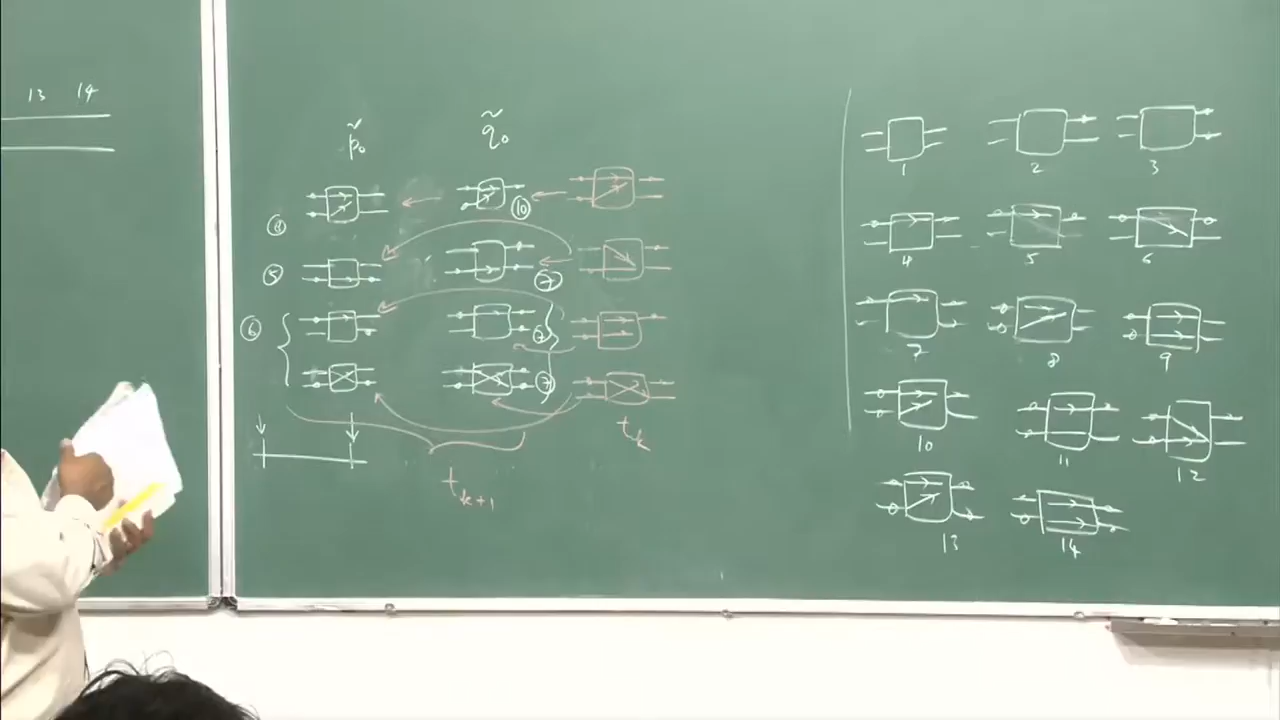 13 14
p̃₀ q̃₀
⑧ ⑩
⑤ ⑦
⑥ ⑦
⑦
t_k
t_{k+1}
1 2 3
4 5 6
7 8 9
10 11 12
13 14